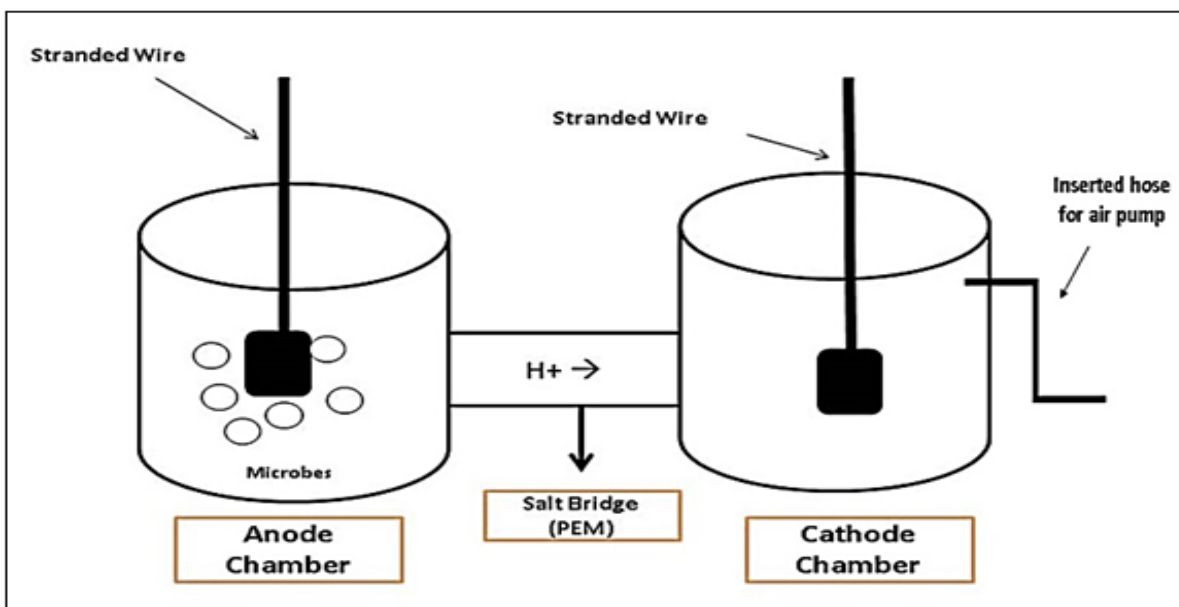 Stranded Wire
Stranded Wire
Inserted hose
for air pump
H+ →
Microbes
Salt Bridge
(PEM)
Anode
Chamber
Cathode
Chamber